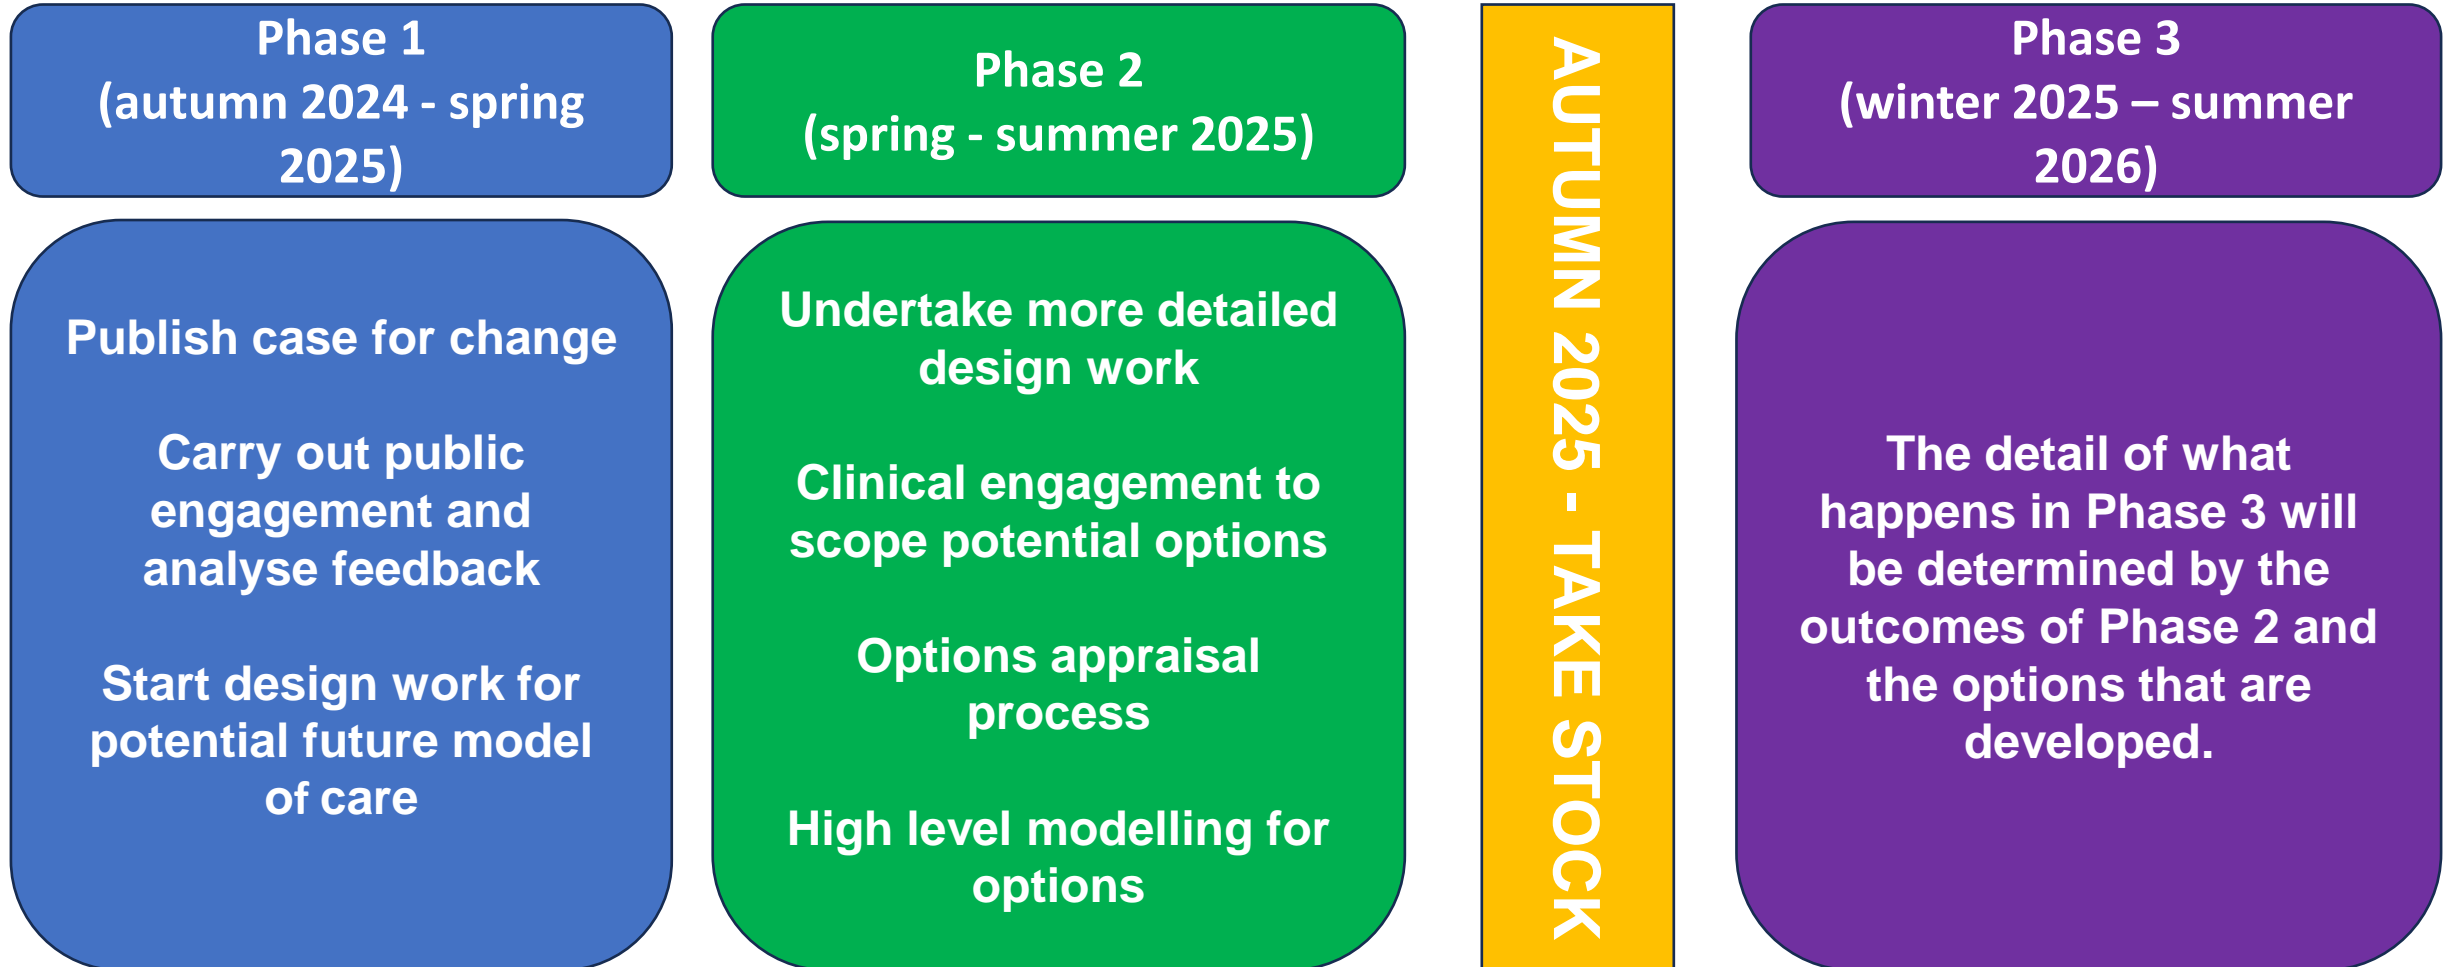 Phase 1
(autumn 2024 - spring
2025)
Publish case for change
Carry out public
engagement and
analyse feedback
Start design work for
potential future model
of care
Phase 2
(spring - summer 2025)
Undertake more detailed
design work
Clinical engagement to
scope potential options
Options appraisal
process
High level modelling for
options
AUTUMN 2025 - TAKE STOCK
Phase 3
(winter 2025 – summer
2026)
The detail of what
happens in Phase 3 will
be determined by the
outcomes of Phase 2 and
the options that are
developed.